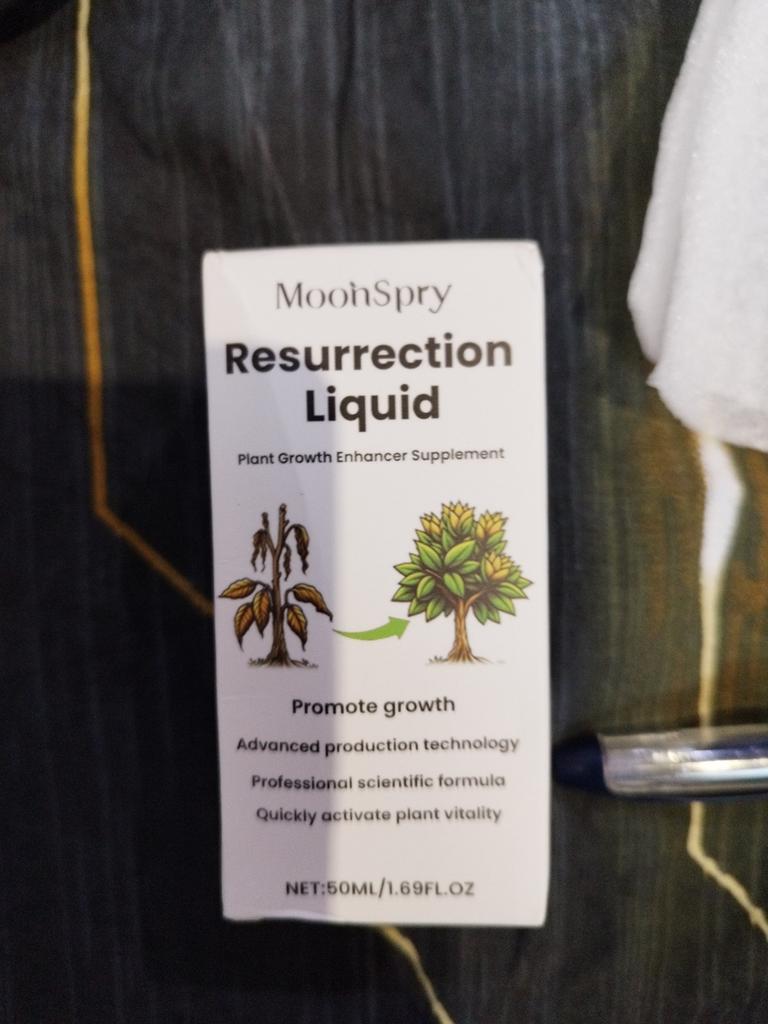 MoonSpry
Resurrection
Liquid
Plant Growth Enhancer Supplement
Promote growth
Advanced production technology
Professional scientific formula
Quickly activate plant vitality
NET:50ML/1.69FL.OZ